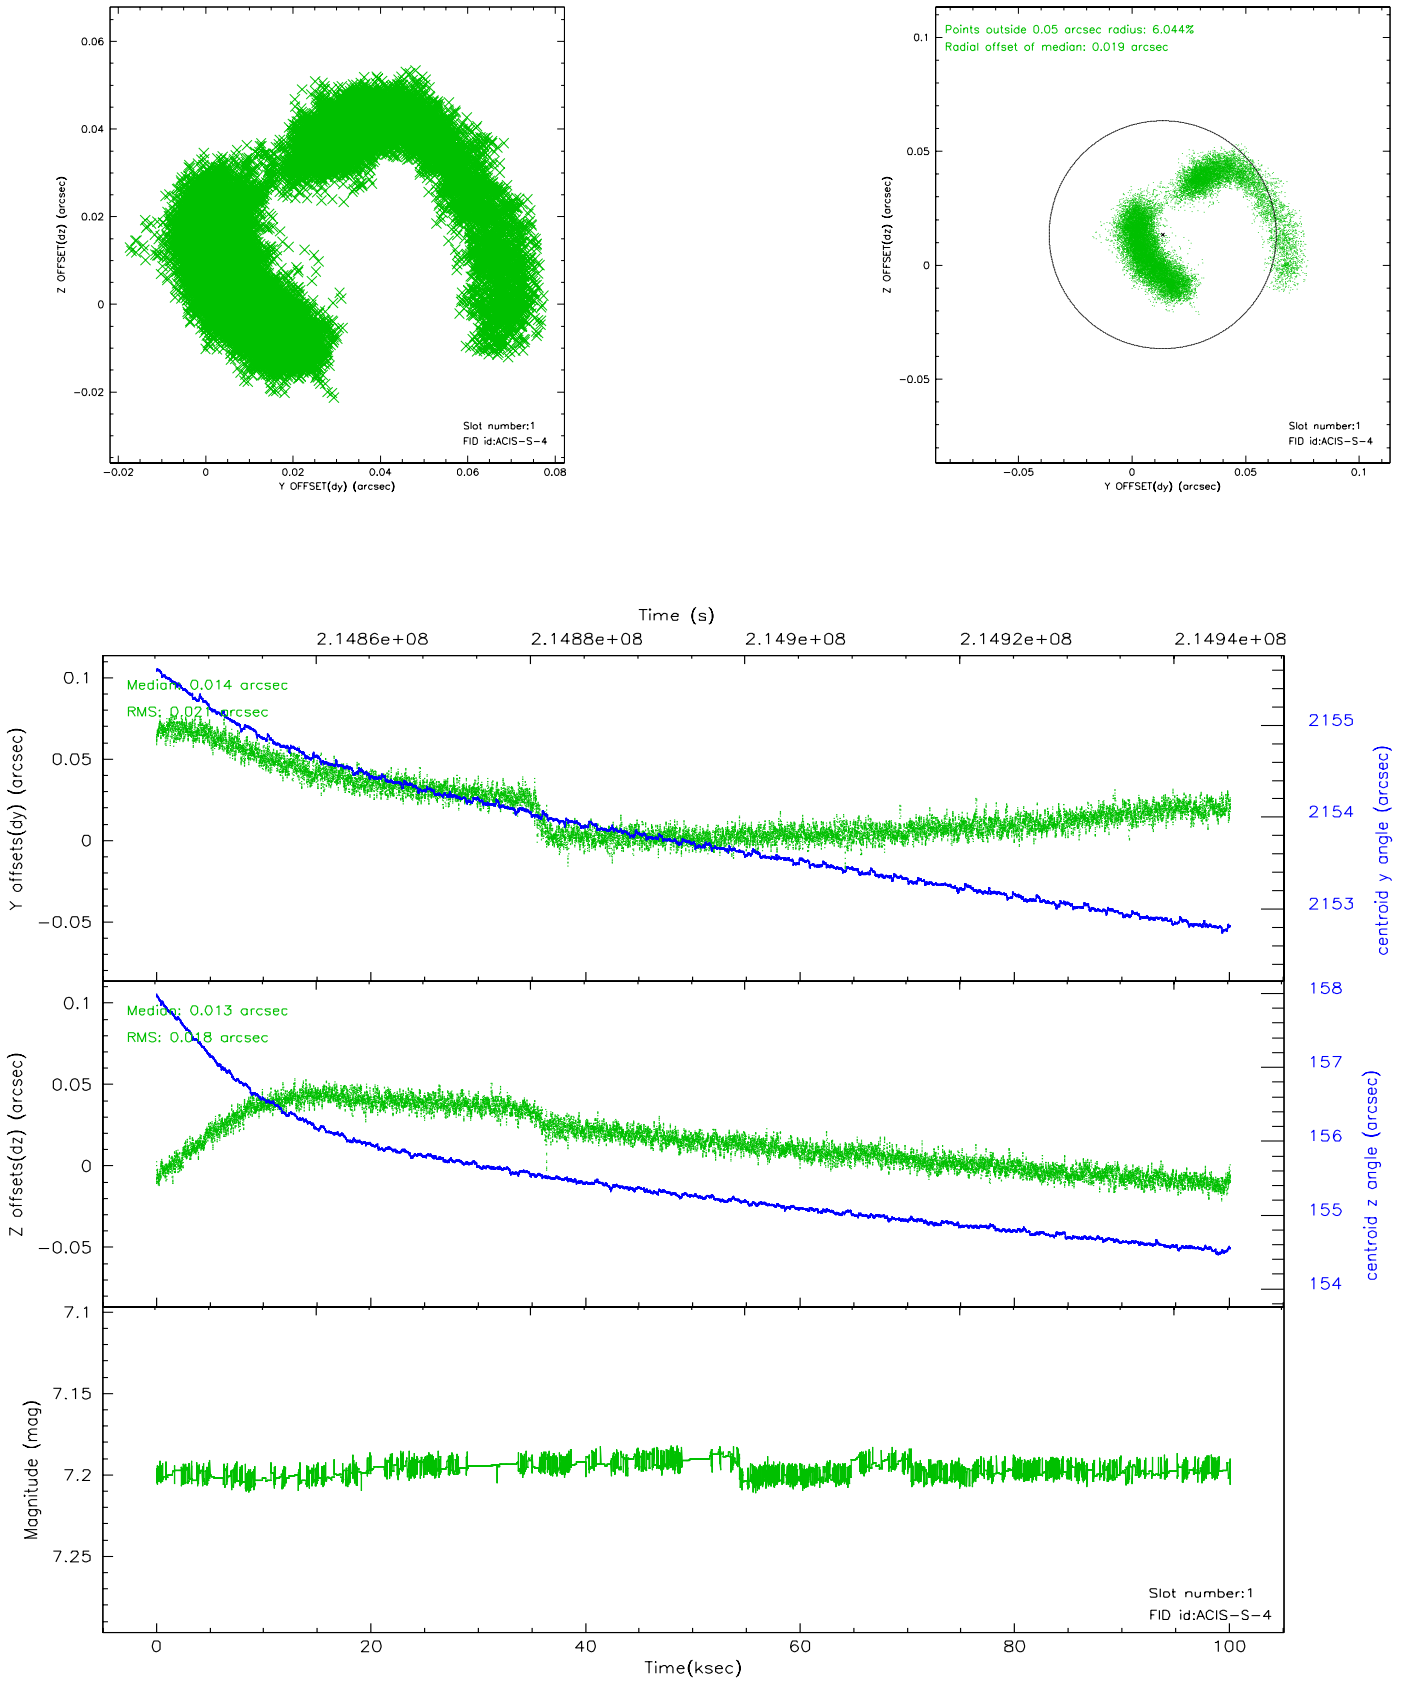 0.06
0.04
0.02
0
−0.02
Z OFFSET(dz) (arcsec)
Slot number:1
FID id:ACIS−S−4
−0.02 0 0.02 0.04 0.06 0.08
Y OFFSET(dy) (arcsec)
Points outside 0.05 arcsec radius: 6.044%
Radial offset of median: 0.019 arcsec
0.1
0.05
0
−0.05
Z OFFSET(dz) (arcsec)
Slot number:1
FID id:ACIS−S−4
−0.05 0 0.05 0.1
Y OFFSET(dy) (arcsec)
Time (s)
2.1486e+08 2.1488e+08 2.149e+08 2.1492e+08 2.1494e+08
Median: 0.014 arcsec
RMS: 0.021 arcsec
0.1
0.05
0
−0.05
Y offsets(dy) (arcsec)
2155
2154
2153
centroid y angle (arcsec)
Median: 0.013 arcsec
RMS: 0.018 arcsec
0.1
0.05
0
−0.05
Z offsets(dz) (arcsec)
158
157
156
155
154
centroid z angle (arcsec)
7.1
7.15
7.2
7.25
Magnitude (mag)
Slot number:1
FID id:ACIS−S−4
0 20 40 60 80 100
Time(ksec)